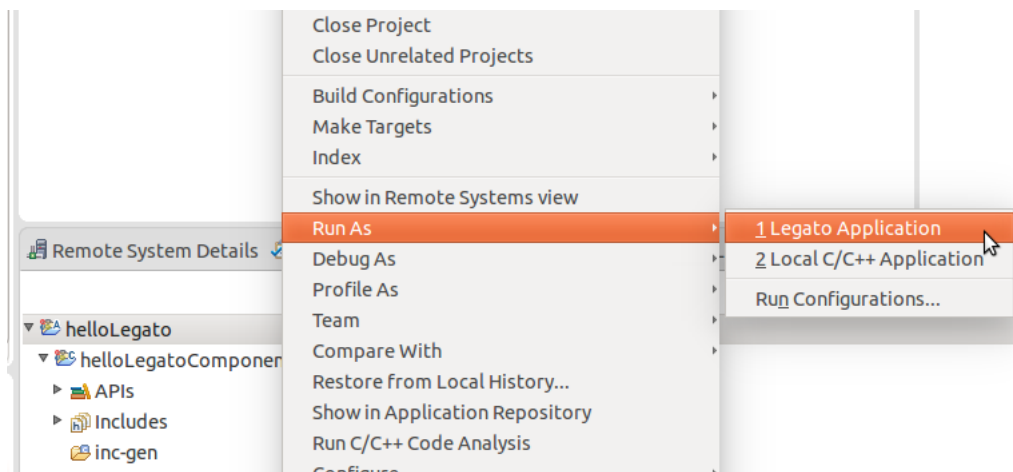 Close Project
Close Unrelated Projects
Build Configurations
Make Targets
Index
Show in Remote Systems view
Run As
1 Legato Application
Remote System Details
Debug As
2 Local C/C++ Application
Profile As
Run Configurations...
Team
helloLegato
Compare With
helloLegatoComponen
Restore from Local History...
APIs
Show in Application Repository
Includes
Run C/C++ Code Analysis
inc-gen
Configure